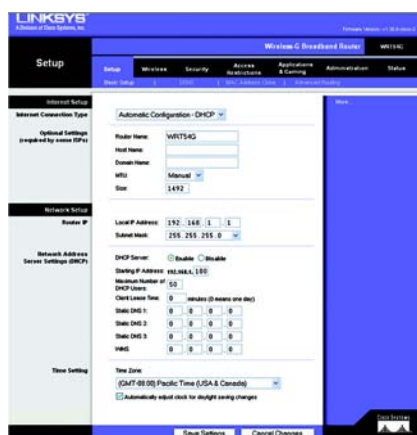 LINKSYS
A Division of Cisco Systems, Inc.
Wireless-G Broadband Router WRT54G
Setup
Setup Wireless Security Access Restrictions Applications & Gaming Administration Status
Basic Setup | DDNS | MAC Address Clone | Advanced Routing
Internet Setup
Internet Connection Type Automatic Configuration - DHCP
More...
Optional Settings (required by some ISPs)
Router Name: WRT54G
Host Name:
Domain Name:
MTU: Manual
Size: 1492
Network Setup
Router IP
Local IP Address: 192 . 168 . 1 . 1
Subnet Mask: 255.255.255.0
Network Address Server Settings (DHCP)
DHCP Server: Enable Disable
Starting IP Address: 192.168.1. 100
Maximum Number of DHCP Users: 50
Client Lease Time: 0 minutes (0 means one day)
Static DNS 1: 0 . 0 . 0 . 0
Static DNS 2: 0 . 0 . 0 . 0
Static DNS 3: 0 . 0 . 0 . 0
WINS: 0 . 0 . 0 . 0
Time Setting
Time Zone:
(GMT-08:00) Pacific Time (USA & Canada)
Automatically adjust clock for daylight saving changes
Save Settings Cancel Changes
Cisco Systems